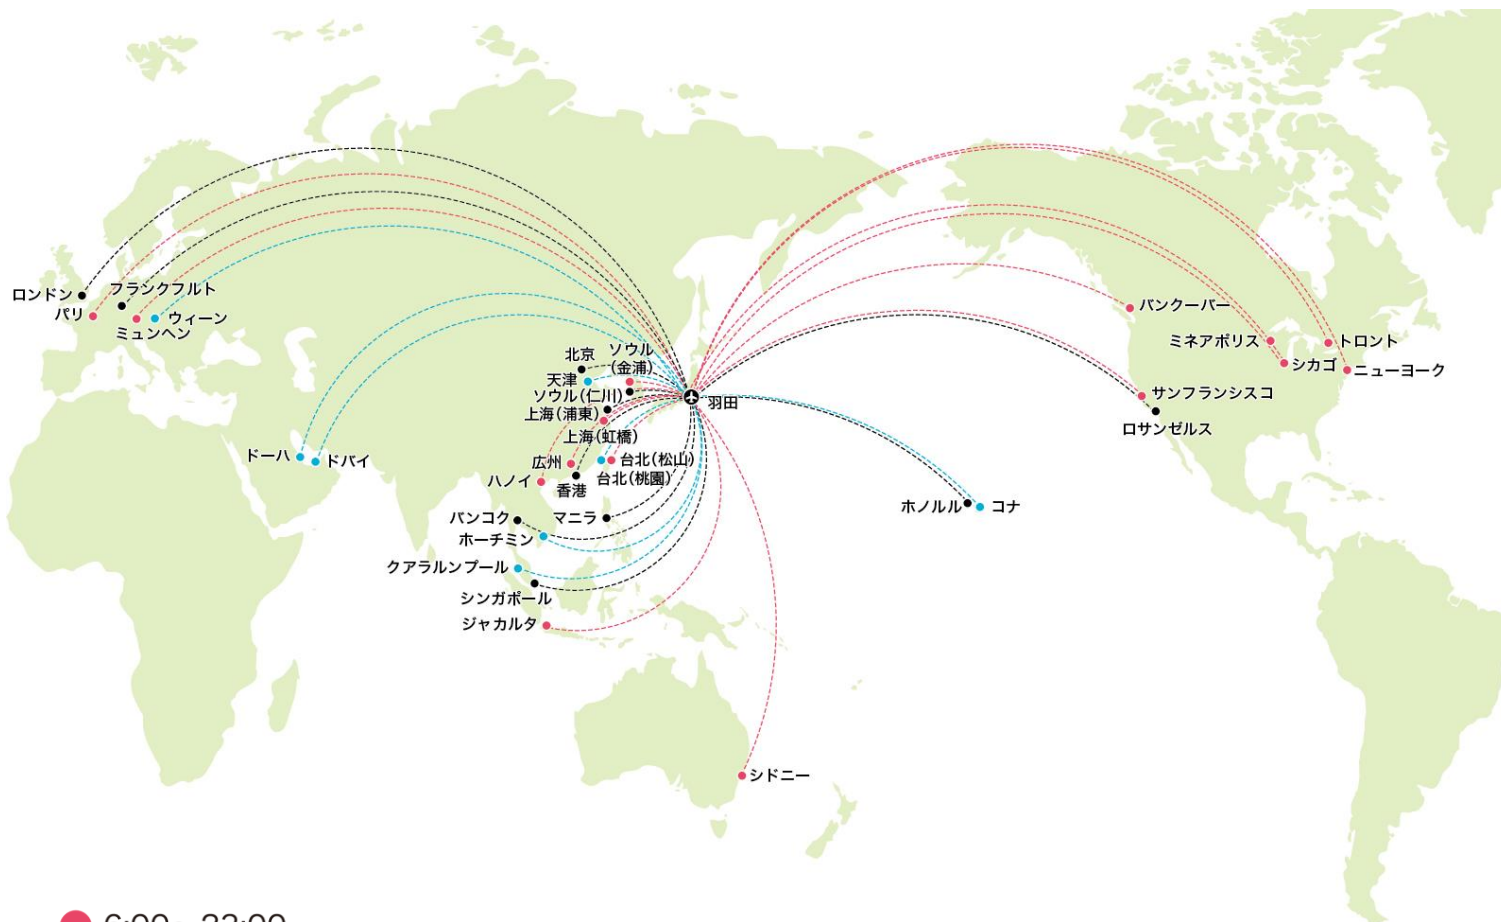 ロンドン
フランクフルト
パリ
ウィーン
ミュンヘン
北京
ソウル
(金浦)
天津
ソウル(仁川)
上海(浦東)
羽田
上海(虹橋)
ドーハ
ドバイ
広州
台北(松山)
ハノイ
香港
台北(桃園)
バンコク
マニラ
ホーチミン
クアラルンプール
シンガポール
ジャカルタ
シドニー
ホノルル
コナ
バンクーバー
ミネアポリス
トロント
シカゴ
ニューヨーク
サンフランシスコ
ロサンゼルス